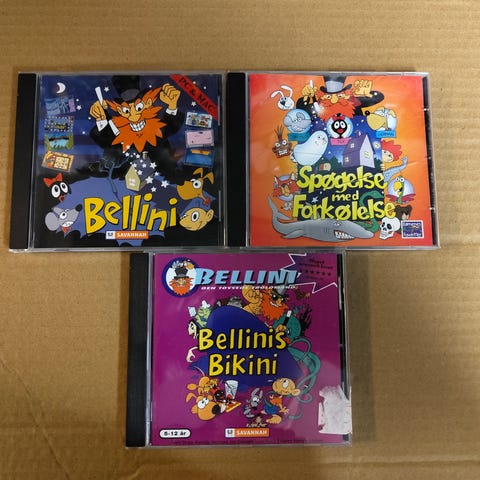 PC & MAC
Bellini
SAVANNAH
Spøgelse
med
Forkølelse
BELLINI
DEN TOSSEDE TROLDMAND
Bellinis
Bikini
5-12 år
SAVANNAH